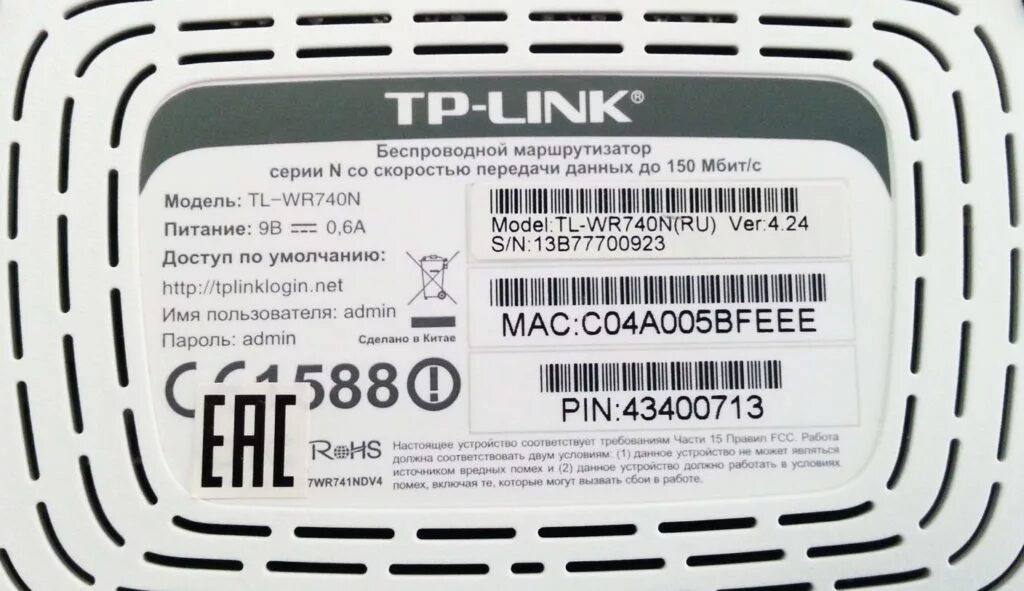 TP-LINK®
Беспроводной маршрутизатор
серии N со скоростью передачи данных до 150 Мбит/с
Модель: TL-WR740N
Питание: 9В 0,6А
Доступ по умолчанию:
http://tplinklogin.net
Имя пользователя: admin
Пароль: admin
Сделано в Китае
Model:TL-WR740N(RU) Ver:4.24
S/N:13B77700923
MAC:C04A005BFEEE
PIN:43400713
CE1588
EAC
RoHS
7WR741NDV4
Настоящее устройство соответствует требованиям Части 15 Правил FCC. Работа
должна соответствовать двум условиям: (1) данное устройство не может являться
источником вредных помех и (2) данное устройство должно работать в условиях
помех, включая те, которые могут вызвать сбои в работе.